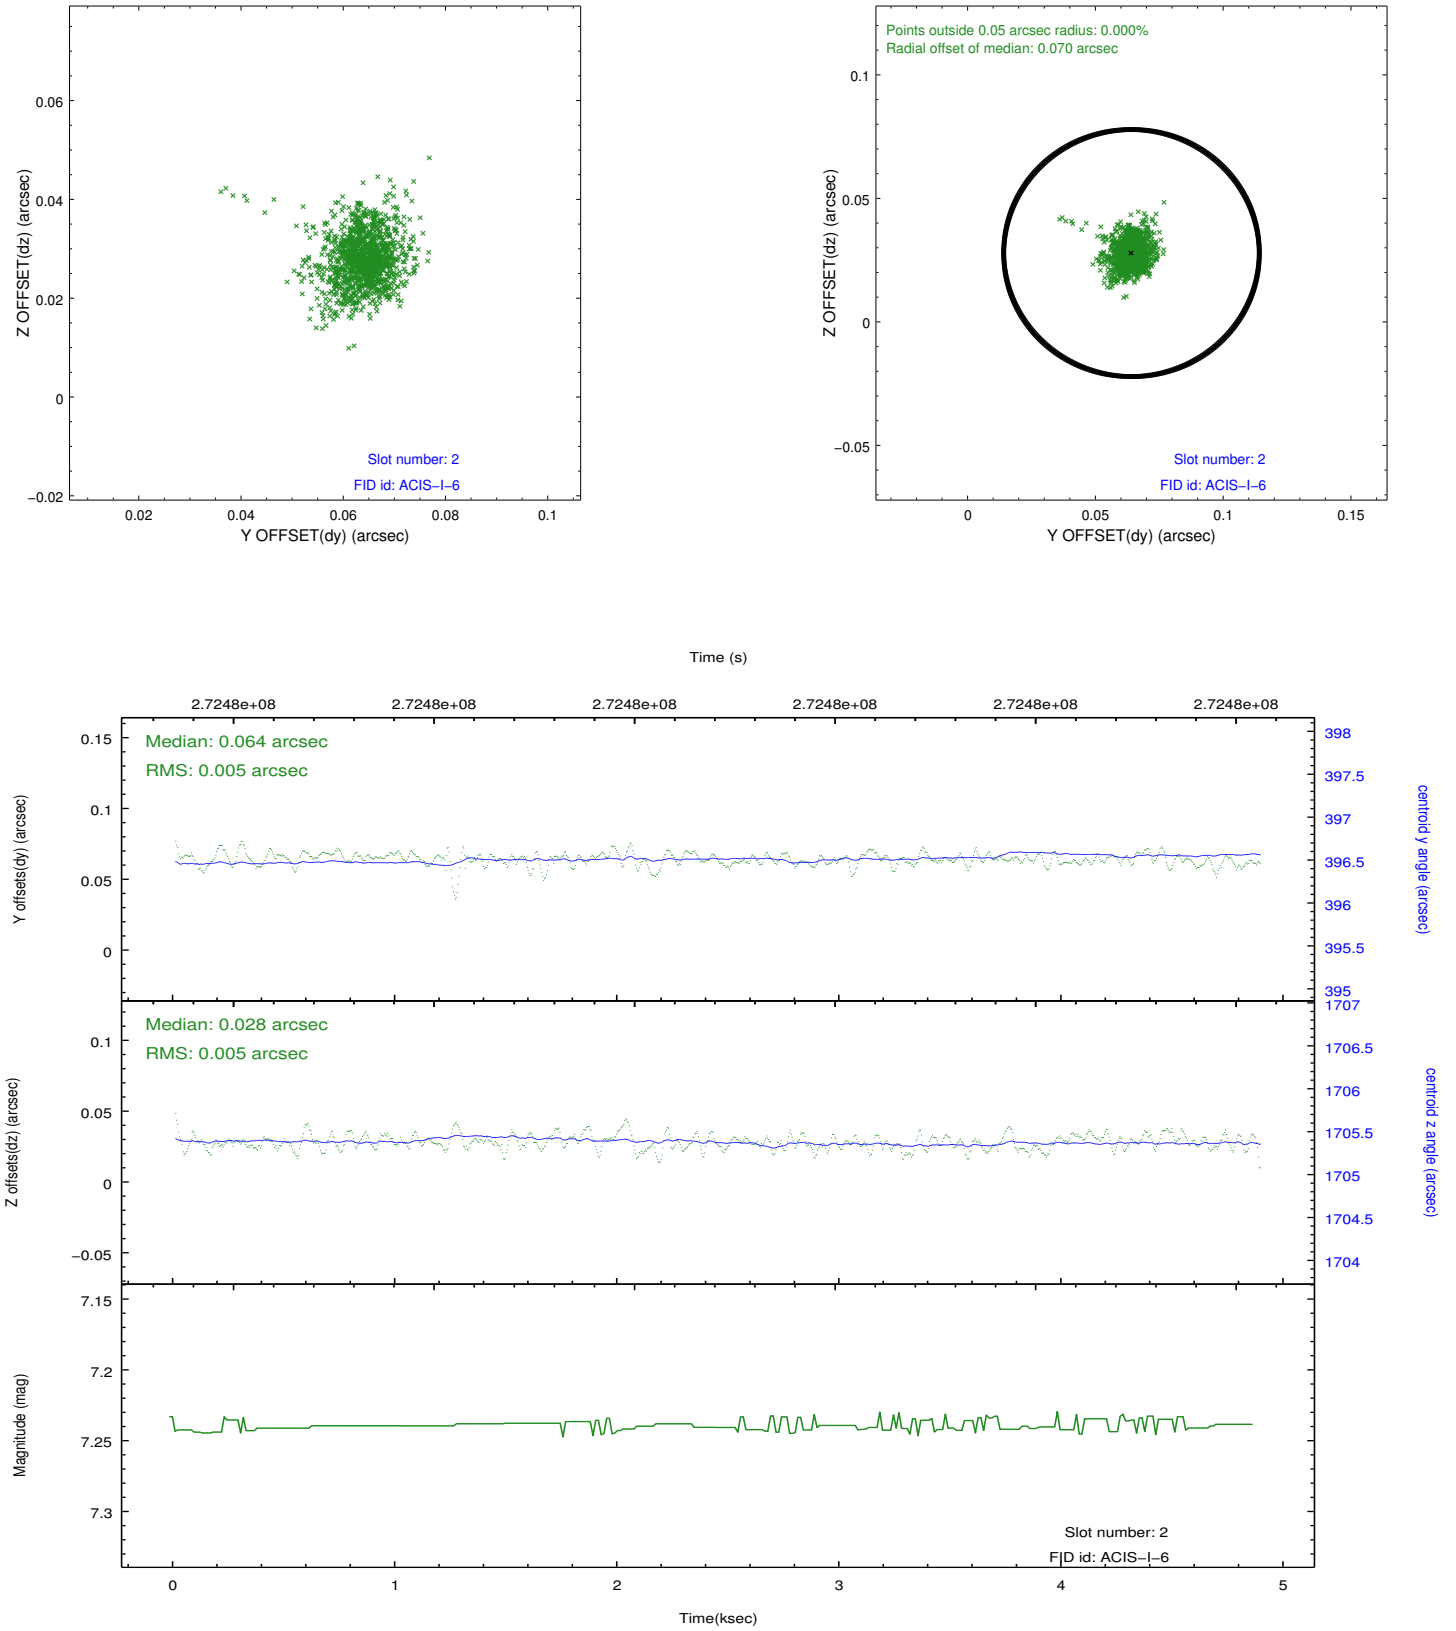 0.06
0.04
0.02
0
−0.02
Z OFFSET(dz) (arcsec)
Slot number: 2
FID id: ACIS−I−6
0.02 0.04 0.06 0.08 0.1
Y OFFSET(dy) (arcsec)
Points outside 0.05 arcsec radius: 0.000%
Radial offset of median: 0.070 arcsec
0.1
0.05
0
−0.05
Z OFFSET(dz) (arcsec)
Slot number: 2
FID id: ACIS−I−6
0 0.05 0.1 0.15
Y OFFSET(dy) (arcsec)
Time (s)
2.7248e+08 2.7248e+08 2.7248e+08 2.7248e+08 2.7248e+08 2.7248e+08
Median: 0.064 arcsec
RMS: 0.005 arcsec
0.15
0.1
0.05
0
Y offsets(dy) (arcsec)
398
397.5
397
396.5
396
395.5
395
centroid y angle (arcsec)
Median: 0.028 arcsec
RMS: 0.005 arcsec
0.1
0.05
0
−0.05
Z offsets(dz) (arcsec)
1707
1706.5
1706
1705.5
1705
1704.5
1704
centroid z angle (arcsec)
7.15
7.2
7.25
7.3
Magnitude (mag)
Slot number: 2
FID id: ACIS−I−6
0 1 2 3 4 5
Time(ksec)